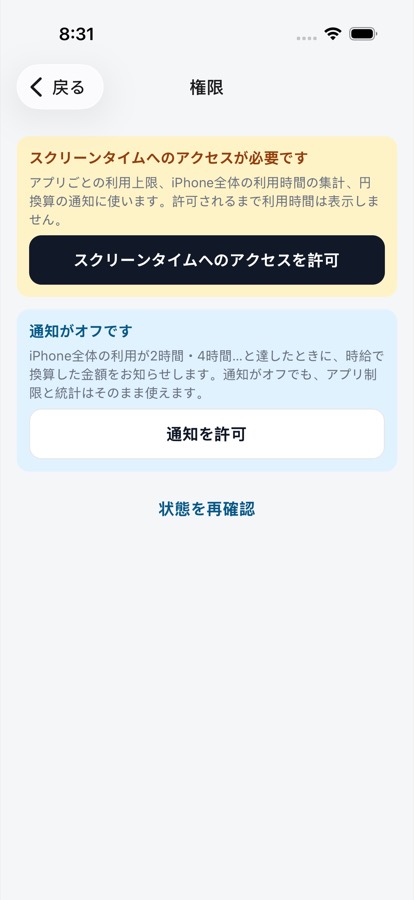 8:31
戻る
権限
スクリーンタイムへのアクセスが必要です
アプリごとの利用上限、iPhone全体の利用時間の集計、円
換算の通知に使います。許可されるまで利用時間は表示しま
せん。
スクリーンタイムへのアクセスを許可
通知がオフです
iPhone全体の利用が2時間・4時間…と達したときに、時給で
換算した金額をお知らせします。通知がオフでも、アプリ制
限と統計はそのまま使えます。
通知を許可
状態を再確認